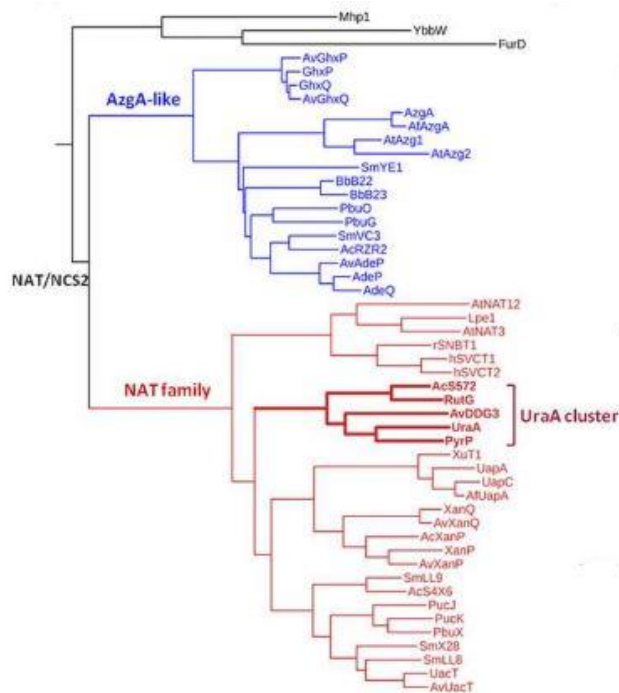 Mhp1
YbbW
FurD
AvGhxP
GhxP
GhxQ
AvGhxQ
AzgA-like
AzgA
AfAzgA
AtAzg1
AtAzg2
SmYE1
BbB22
BbB23
PbuO
PbuG
SmVC3
AcRZR2
AvAdeP
AdeP
AdeQ
NAT/NCS2
AtNAT12
Lpe1
AtNAT3
rSNBT1
hSVCT1
hSVCT2
NAT family
AcS572
RutG
AvDDG3
UraA
PyrP
UraA cluster
XuT1
UapA
UapC
AfUapA
XanQ
AvXanQ
AcXanP
XanP
AvXanP
SmLL9
AcS4X6
PucJ
PucK
PbuX
SmX28
SmLL8
UacT
AvUacT